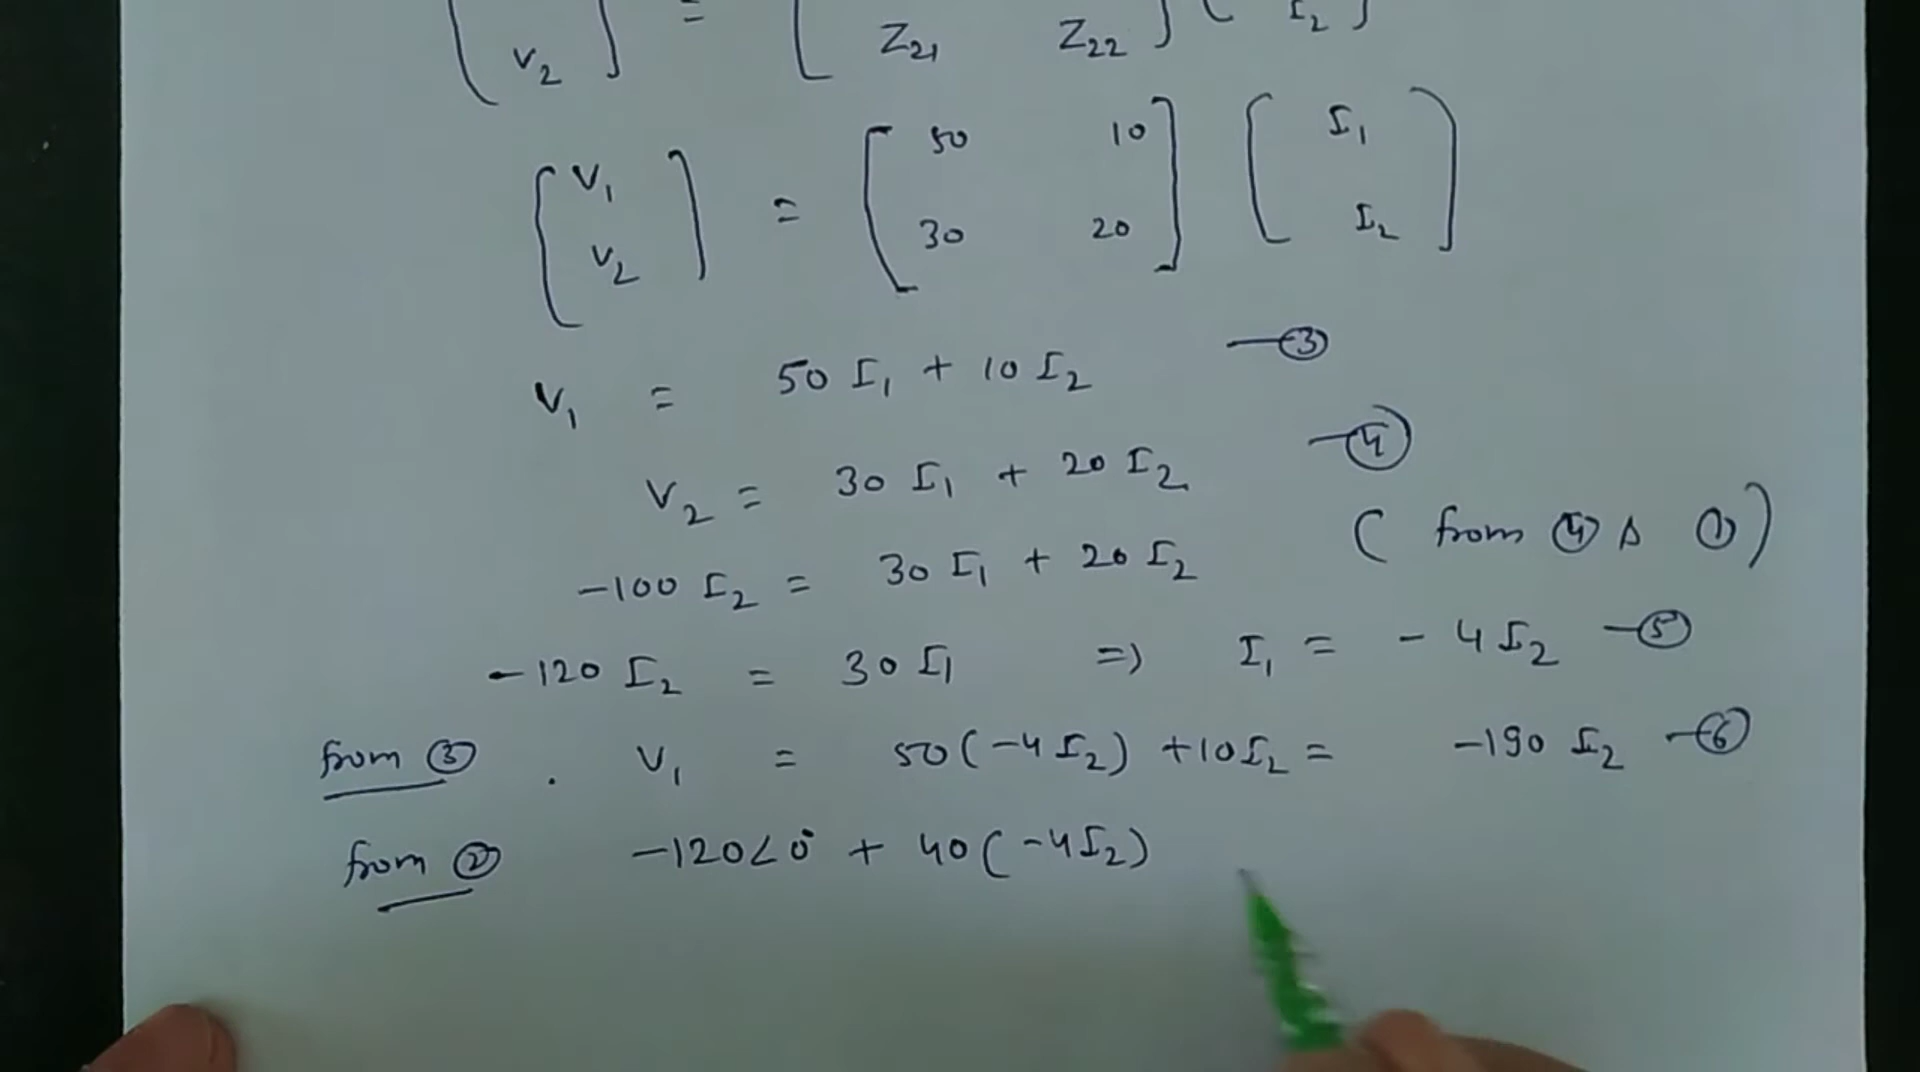 V2 ] = [ Z21 Z22 ] ( I2 ]
[ V1 V2 ] = [ 50 10 30 20 ] [ I1 I2 ]
V1 = 50 I1 + 10 I2 —③
V2 = 30 I1 + 20 I2 —④
-100 I2 = 30 I1 + 20 I2 ( from ④ & ① )
-120 I2 = 30 I1 => I1 = - 4 I2 —⑤
from ③ . V1 = 50 (-4 I2) +10 I2 = -190 I2 —⑥
from ② -120∠0° + 40 (-4 I2)